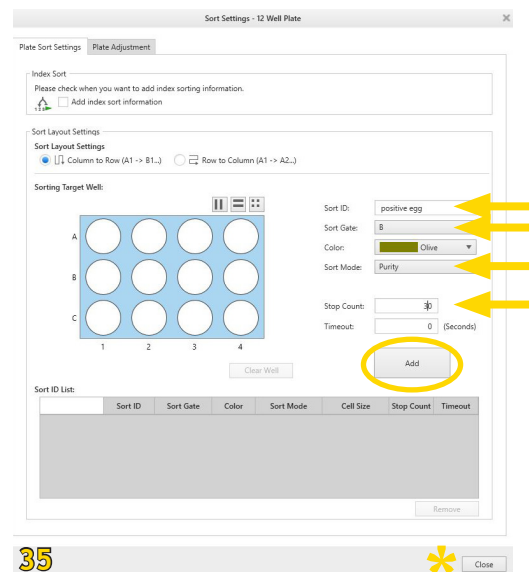 Sort Settings - 12 Well Plate
Plate Sort Settings Plate Adjustment
Index Sort
Please check when you want to add index sorting information.
Add index sort information
Sort Layout Settings
Sort Layout Settings
Column to Row (A1 -> B1...) Row to Column (A1 -> A2...)
Sorting Target Well:
Sort ID: positive egg
Sort Gate: B
Color: Olive
Sort Mode: Purity
Stop Count: 30
Timeout: 0 (Seconds)
A
B
C
1 2 3 4
Clear Well
Add
Sort ID List:
Sort ID Sort Gate Color Sort Mode Cell Size Stop Count Timeout
Remove
35
Close